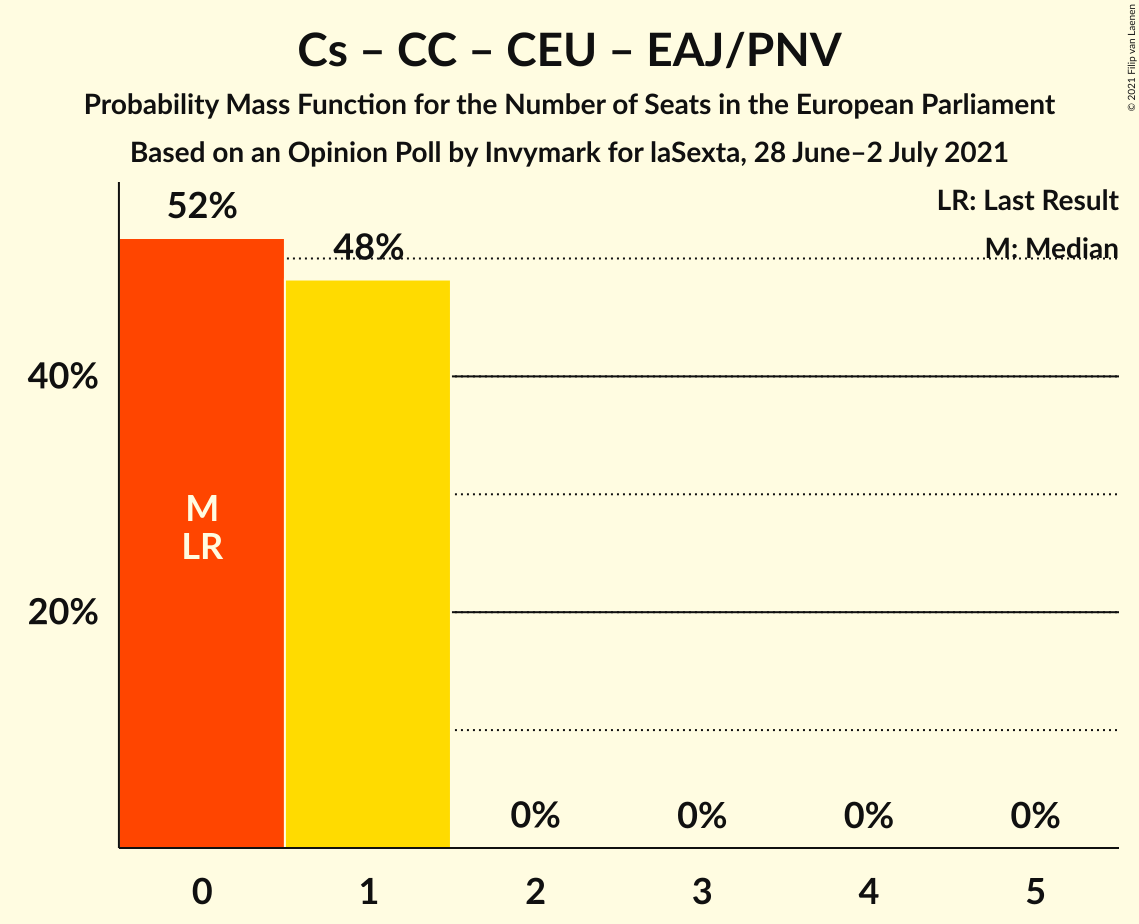 Cs – CC – CEU – EAJ/PNV
Probability Mass Function for the Number of Seats in the European Parliament
Based on an Opinion Poll by Invymark for laSexta, 28 June–2 July 2021
© 2021 Filip van Laenen
LR: Last Result
M: Median
52%
48%
40%
20%
M
LR
0%
0%
0%
0%
0
1
2
3
4
5